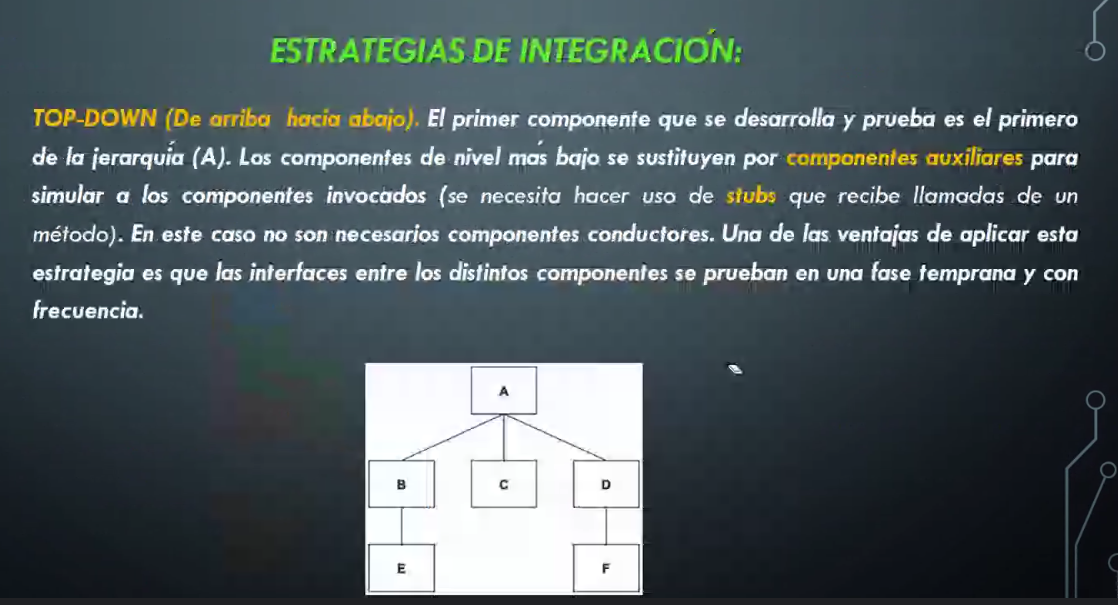 ESTRATEGIAS DE INTEGRACIÓN:
TOP-DOWN (De arriba hacia abajo). El primer componente que se desarrolla y prueba es el primero
de la jerarquía (A). Los componentes de nivel más bajo se sustituyen por componentes auxiliares para
simular a los componentes invocados (se necesita hacer uso de stubs que recibe llamadas de un
método). En este caso no son necesarios componentes conductores. Una de las ventajas de aplicar esta
estrategia es que las interfaces entre los distintos componentes se prueban en una fase temprana y con
frecuencia.
A
B C D
E F